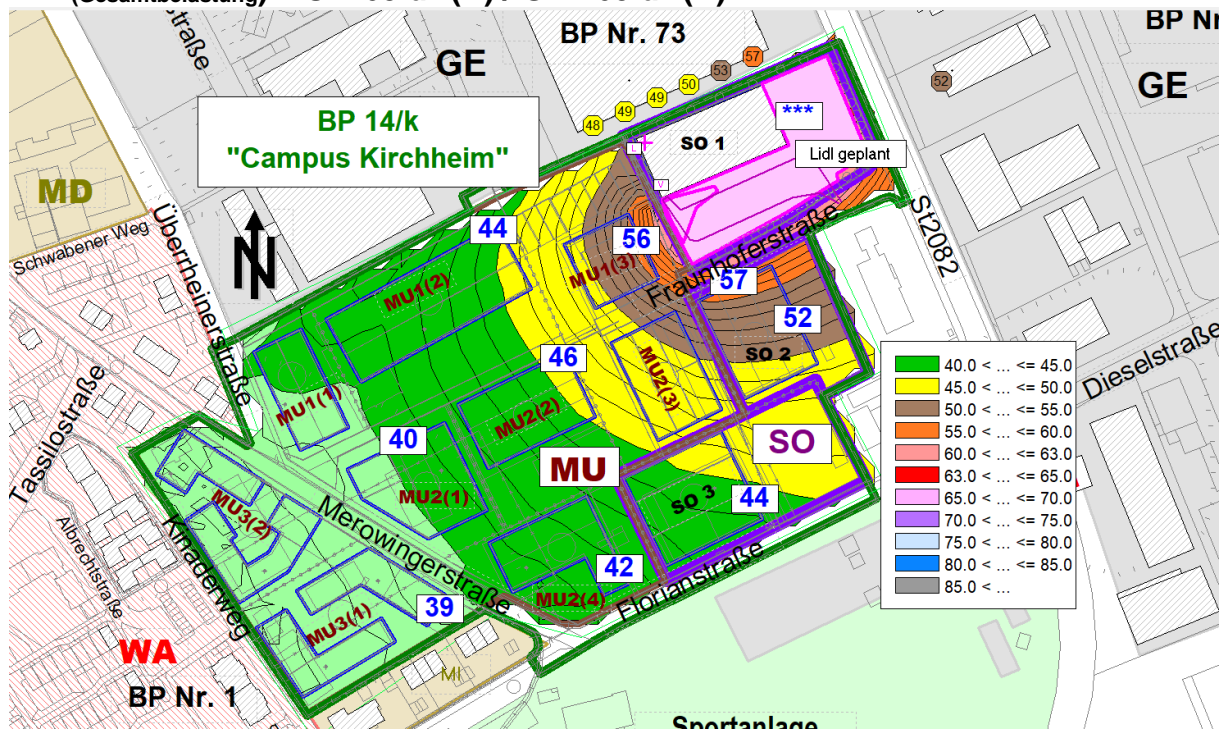 (Gesamtbelastung)
BP Nr. 73
BP Nr
GE
GE
straße
57
53
50
49
49
48
52
BP 14/k
"Campus Kirchheim"
***
SO 1
L
V
Lidl geplant
MD
Schwabener Weg
Überrheinerstraße
N
44
56
MU1(2)
MU1(3)
Fraunhoferstraße
St2082
57
52
SO 2
46
MU2(3)
Dieselstraße
Tassilostraße
MU1(1)
MU2(2)
40
MU
SO
MU2(1)
SO 3
44
MU3(2)
Merowingerstraße
Albrechtstraße
Kinaderweg
42
MU2(4)
Florianstraße
39
MU3(1)
WA
BP Nr. 1
MI
Sportanlage
40.0 < ... <= 45.0
45.0 < ... <= 50.0
50.0 < ... <= 55.0
55.0 < ... <= 60.0
60.0 < ... <= 63.0
63.0 < ... <= 65.0
65.0 < ... <= 70.0
70.0 < ... <= 75.0
75.0 < ... <= 80.0
80.0 < ... <= 85.0
85.0 < ...